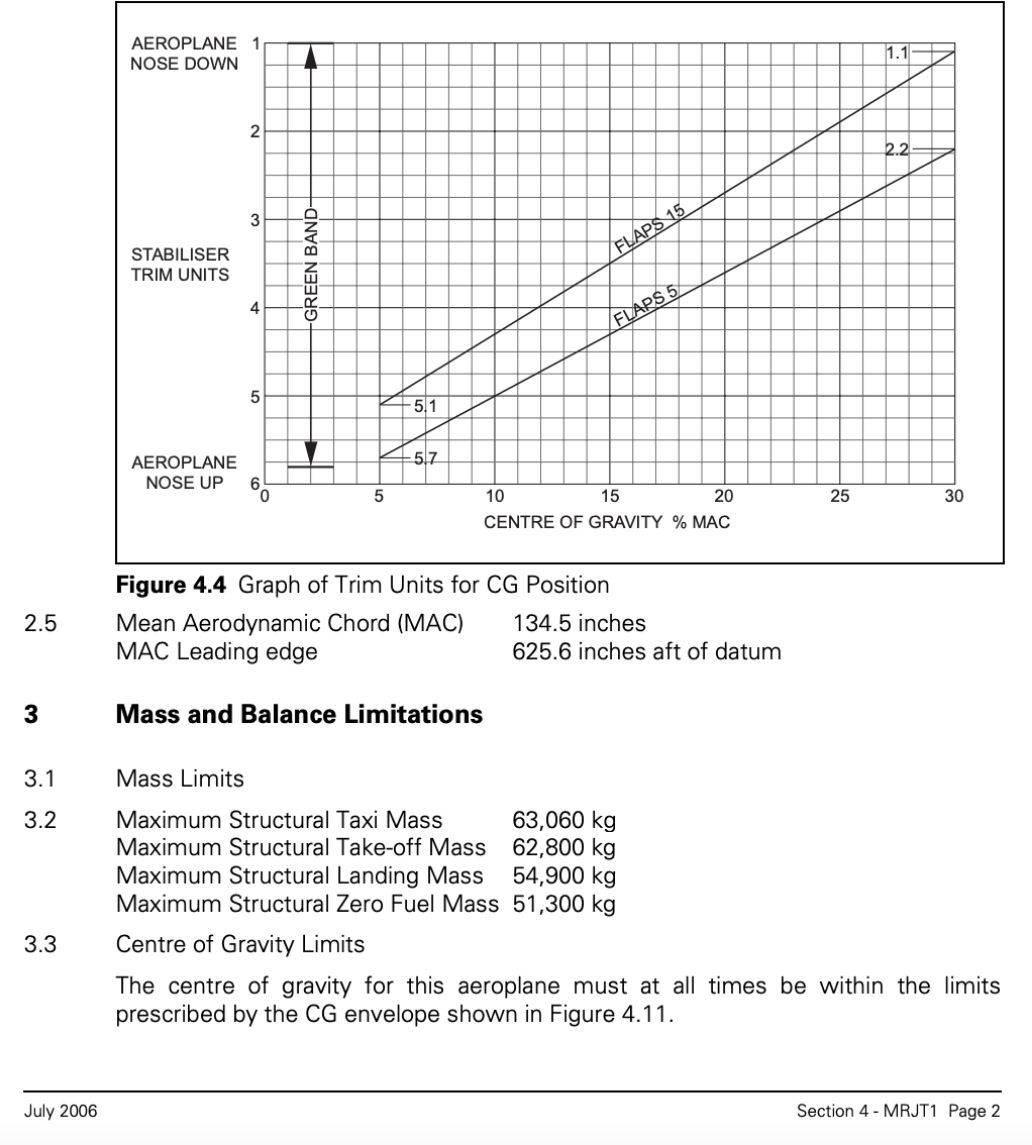 AEROPLANE
NOSE DOWN
1
2
3
4
5
6
STABILISER
TRIM UNITS
AEROPLANE
NOSE UP
GREEN BAND
FLAPS 15
FLAPS 5
1.1
2.2
5.1
5.7
0 5 10 15 20 25 30
CENTRE OF GRAVITY % MAC
Figure 4.4 Graph of Trim Units for CG Position
2.5 Mean Aerodynamic Chord (MAC) 134.5 inches
MAC Leading edge 625.6 inches aft of datum
3 Mass and Balance Limitations
3.1 Mass Limits
3.2 Maximum Structural Taxi Mass 63,060 kg
Maximum Structural Take-off Mass 62,800 kg
Maximum Structural Landing Mass 54,900 kg
Maximum Structural Zero Fuel Mass 51,300 kg
3.3 Centre of Gravity Limits
The centre of gravity for this aeroplane must at all times be within the limits
prescribed by the CG envelope shown in Figure 4.11.
July 2006 Section 4 - MRJT1 Page 2